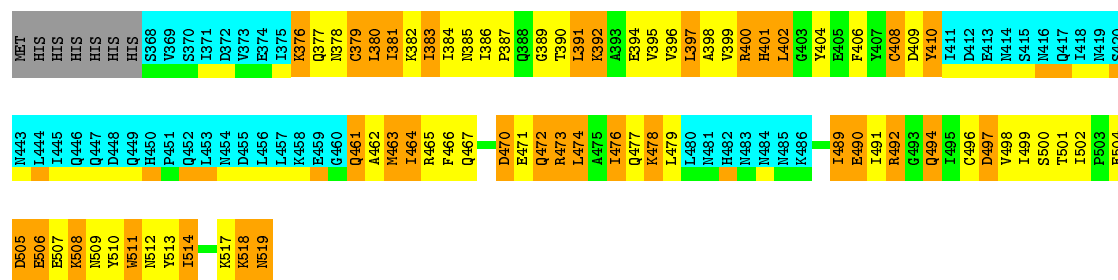 MET HIS HIS HIS HIS HIS HIS S368 V369 S370 I371 D372 V373 E374 I375 K376 Q377 N378 C379 L380 I381 K382 I383 I384 N385 I386 P387 Q388 G389 T390 L391 K392 A393 E394 V395 V396 L397 A398 V399 R400 H401 L402 G403 Y404 E405 F406 Y407 C408 D409 Y410 I411 D412 E413 N414 S415 N416 Q417 I418 N419 S420
N443 L444 I445 Q446 Q447 D448 Q449 H450 P451 Q452 L453 N454 D455 L456 L457 K458 E459 G460 Q461 A462 M463 I464 R465 F466 Q467 D470 E471 Q472 R473 L474 A475 I476 Q477 K478 L479 L480 N481 H482 N483 N484 N485 K486 I489 E490 I491 R492 G493 Q494 I495 C496 D497 V498 I499 S500 T501 I502 P503 E504
D505 E506 E507 K508 N509 Y510 W511 N512 Y513 I514 K517 K518 N519